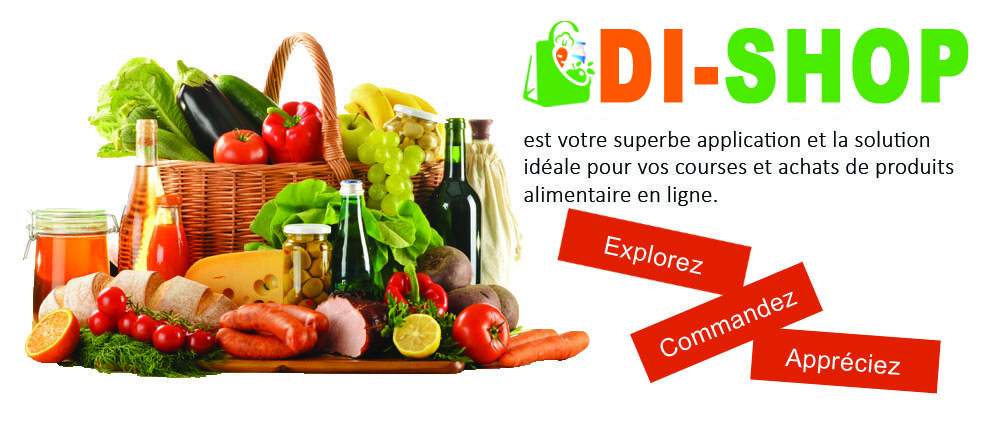 DI-SHOP
est votre superbe application et la solution
idéale pour vos courses et achats de produits
alimentaire en ligne.
Explorez
Commandez
Appréciez